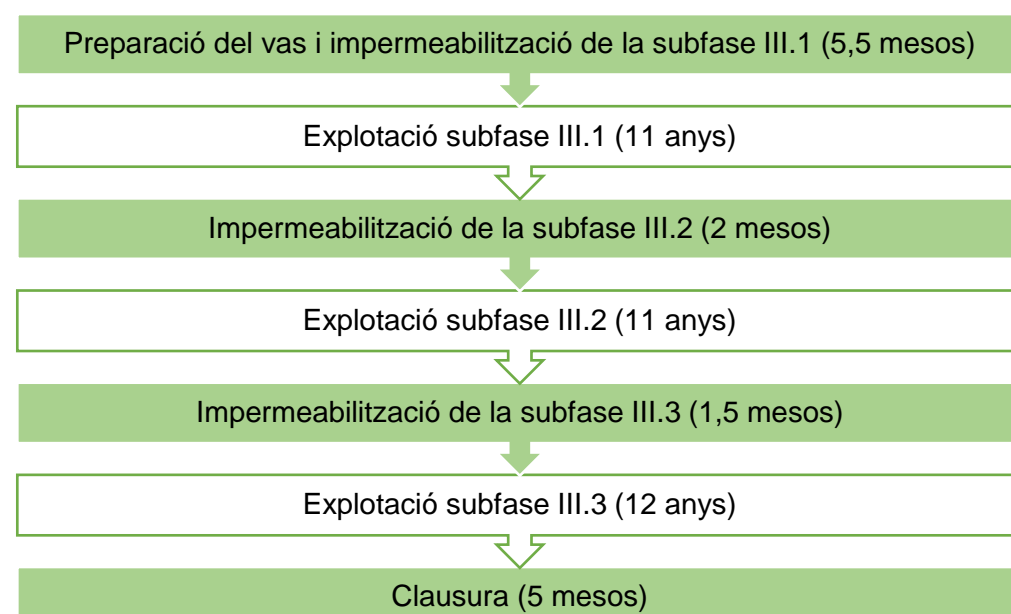 Preparació del vas i impermeabilització de la subfase III.1 (5,5 mesos)
Explotació subfase III.1 (11 anys)
Impermeabilització de la subfase III.2 (2 mesos)
Explotació subfase III.2 (11 anys)
Impermeabilització de la subfase III.3 (1,5 mesos)
Explotació subfase III.3 (12 anys)
Clausura (5 mesos)